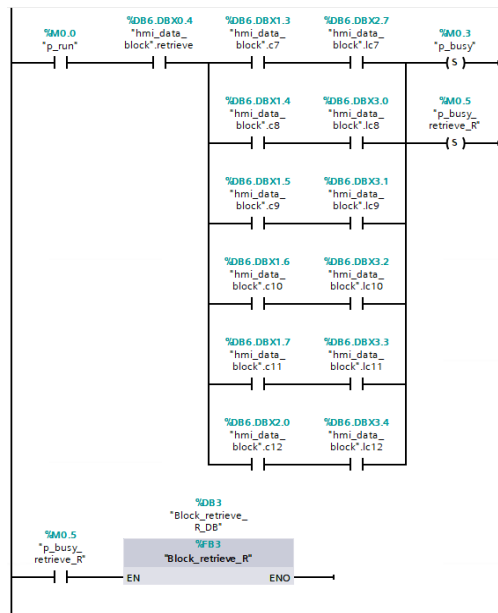 %M0.0
"p_run"
%DB6.DBX0.4
"hmi_data_
block".retrieve
%DB6.DBX1.3
"hmi_data_
block".c7
%DB6.DBX2.7
"hmi_data_
block".lc7
%M0.3
"p_busy"
S
%DB6.DBX1.4
"hmi_data_
block".c8
%DB6.DBX3.0
"hmi_data_
block".lc8
%M0.5
"p_busy_
retrieve_R"
S
%DB6.DBX1.5
"hmi_data_
block".c9
%DB6.DBX3.1
"hmi_data_
block".lc9
%DB6.DBX1.6
"hmi_data_
block".c10
%DB6.DBX3.2
"hmi_data_
block".lc10
%DB6.DBX1.7
"hmi_data_
block".c11
%DB6.DBX3.3
"hmi_data_
block".lc11
%DB6.DBX2.0
"hmi_data_
block".c12
%DB6.DBX3.4
"hmi_data_
block".lc12
%DB3
"Block_retrieve_
R_DB"
%M0.5
"p_busy_
retrieve_R"
%FB3
"Block_retrieve_R"
EN
ENO